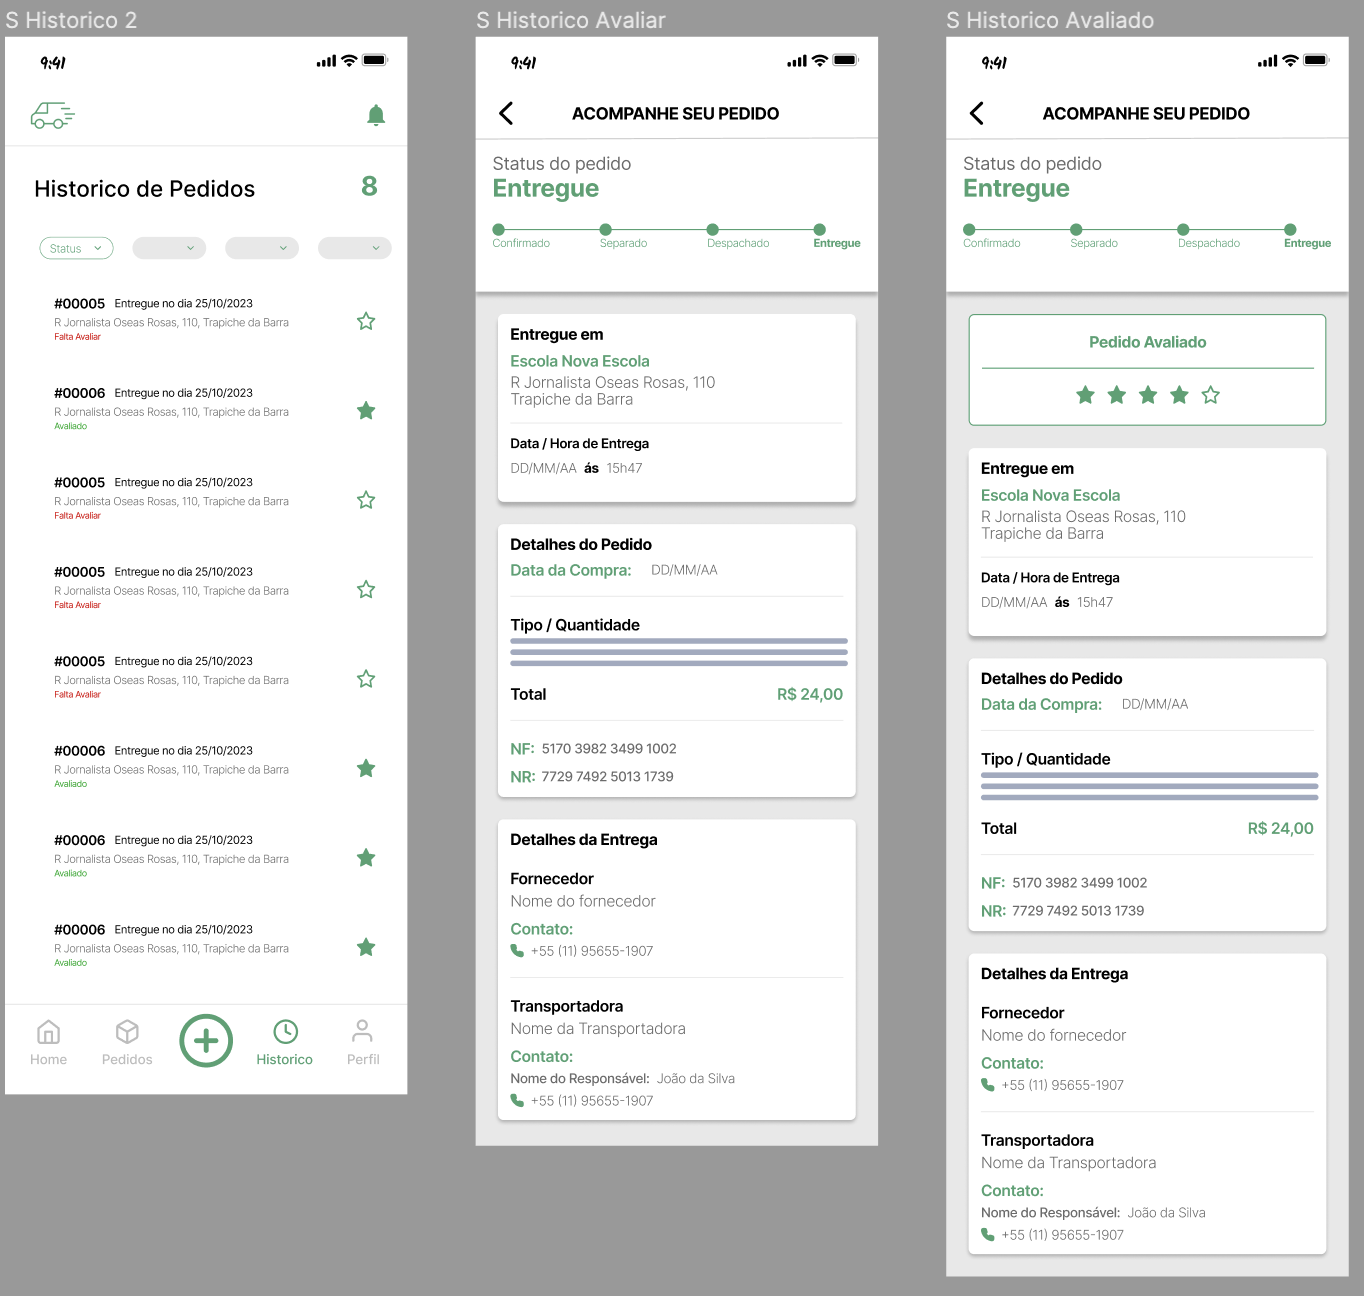 S Historico 2
9:41
Historico de Pedidos
8
Status
#00005 Entregue no dia 25/10/2023
R Jornalista Oseas Rosas, 110, Trapiche da Barra
Falta Avaliar
#00006 Entregue no dia 25/10/2023
R Jornalista Oseas Rosas, 110, Trapiche da Barra
Avaliado
#00005 Entregue no dia 25/10/2023
R Jornalista Oseas Rosas, 110, Trapiche da Barra
Falta Avaliar
#00005 Entregue no dia 25/10/2023
R Jornalista Oseas Rosas, 110, Trapiche da Barra
Falta Avaliar
#00005 Entregue no dia 25/10/2023
R Jornalista Oseas Rosas, 110, Trapiche da Barra
Falta Avaliar
#00006 Entregue no dia 25/10/2023
R Jornalista Oseas Rosas, 110, Trapiche da Barra
Avaliado
#00006 Entregue no dia 25/10/2023
R Jornalista Oseas Rosas, 110, Trapiche da Barra
Avaliado
#00006 Entregue no dia 25/10/2023
R Jornalista Oseas Rosas, 110, Trapiche da Barra
Avaliado
Home Pedidos Historico Perfil
S Historico Avaliar
9:41
ACOMPANHE SEU PEDIDO
Status do pedido
Entregue
Confirmado Separado Despachado Entregue
Entregue em
Escola Nova Escola
R Jornalista Oseas Rosas, 110
Trapiche da Barra
Data / Hora de Entrega
DD/MM/AA ás 15h47
Detalhes do Pedido
Data da Compra: DD/MM/AA
Tipo / Quantidade
Total R$ 24,00
NF: 5170 3982 3499 1002
NR: 7729 7492 5013 1739
Detalhes da Entrega
Fornecedor
Nome do fornecedor
Contato:
+55 (11) 95655-1907
Transportadora
Nome da Transportadora
Contato:
Nome do Responsável: João da Silva
+55 (11) 95655-1907
S Historico Avaliado
9:41
ACOMPANHE SEU PEDIDO
Status do pedido
Entregue
Confirmado Separado Despachado Entregue
Pedido Avaliado
Entregue em
Escola Nova Escola
R Jornalista Oseas Rosas, 110
Trapiche da Barra
Data / Hora de Entrega
DD/MM/AA ás 15h47
Detalhes do Pedido
Data da Compra: DD/MM/AA
Tipo / Quantidade
Total R$ 24,00
NF: 5170 3982 3499 1002
NR: 7729 7492 5013 1739
Detalhes da Entrega
Fornecedor
Nome do fornecedor
Contato:
+55 (11) 95655-1907
Transportadora
Nome da Transportadora
Contato:
Nome do Responsável: João da Silva
+55 (11) 95655-1907